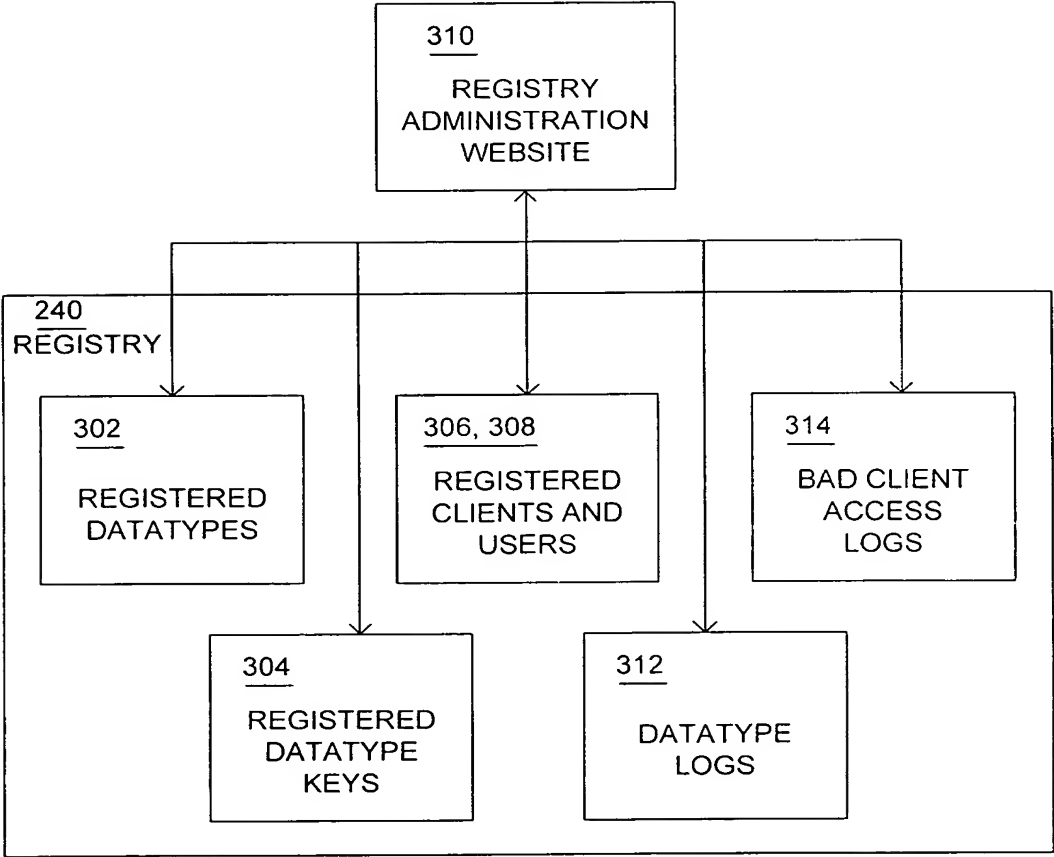 310
REGISTRY
ADMINISTRATION
WEBSITE
240
REGISTRY
302
REGISTERED
DATATYPES
306, 308
REGISTERED
CLIENTS AND
USERS
314
BAD CLIENT
ACCESS
LOGS
304
REGISTERED
DATATYPE
KEYS
312
DATATYPE
LOGS